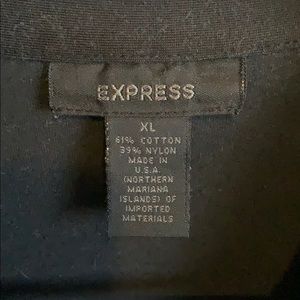 EXPRESS
XL
61% COTTON
39% NYLON
MADE IN
U.S.A.
(NORTHERN
MARIANA
ISLANDS) OF
IMPORTED
MATERIALS